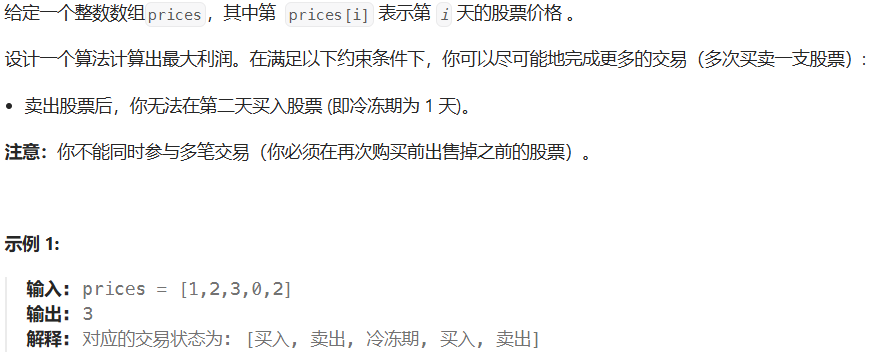 给定一个整数数组prices，其中第 prices[i] 表示第 i 天的股票价格 。
设计一个算法计算出最大利润。在满足以下约束条件下，你可以尽可能地完成更多的交易（多次买卖一支股票）:
• 卖出股票后，你无法在第二天买入股票 (即冷冻期为 1 天)。
注意：你不能同时参与多笔交易（你必须在再次购买前出售掉之前的股票）。
示例 1:
输入: prices = [1,2,3,0,2]
输出: 3
解释: 对应的交易状态为: [买入, 卖出, 冷冻期, 买入, 卖出]